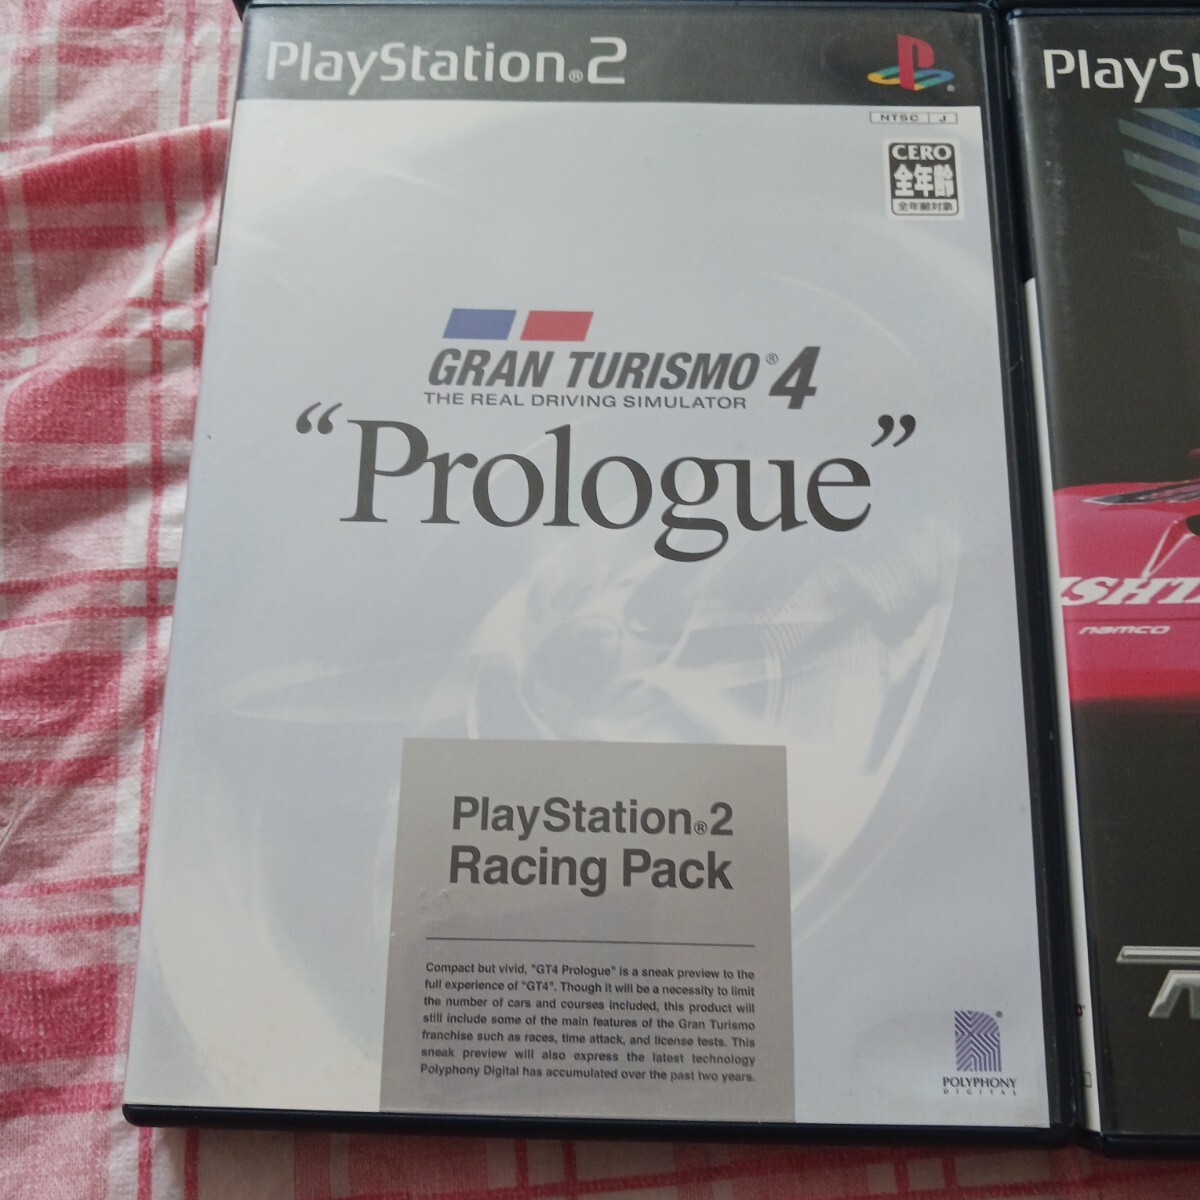 PlayStation®2
NTSC J
CERO
全年齢
全年齢対象
GRAN TURISMO®4
THE REAL DRIVING SIMULATOR
“Prologue”
PlayStation®2
Racing Pack
Compact but vivid, "GT4 Prologue" is a sneak preview to the
full experience of "GT4". Though it will be a necessity to limit
the number of cars and courses included, this product will
still include some of the main features of the Gran Turismo
franchise such as races, time attack, and license tests. This
sneak preview will also express the latest technology
Polyphony Digital has accumulated over the past two years.
POLYPHONY
DIGITAL
PlaySt
namco